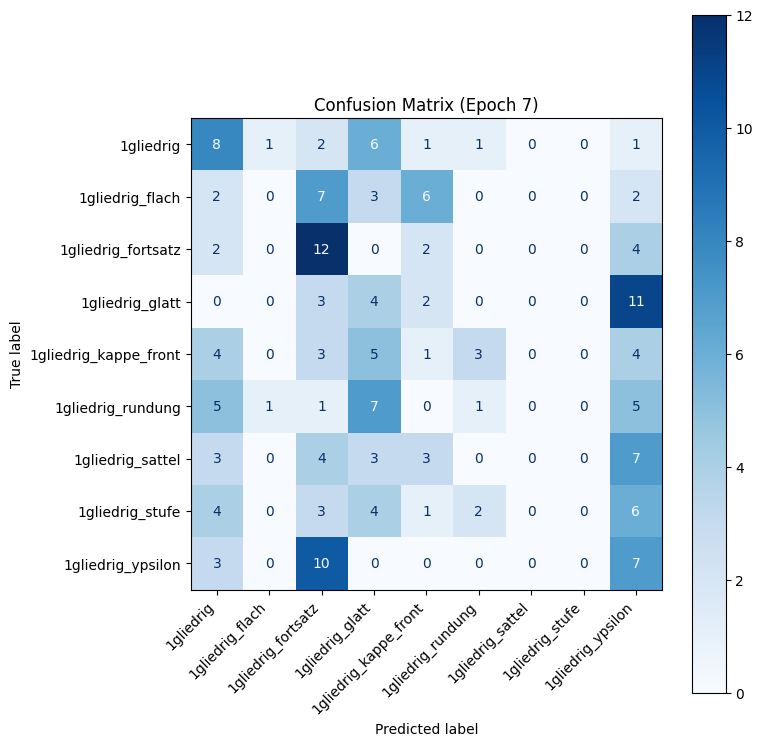 Confusion Matrix (Epoch 7)
True label
1gliedrig 8 1 2 6 1 1 0 0 1
1gliedrig_flach 2 0 7 3 6 0 0 0 2
1gliedrig_fortsatz 2 0 12 0 2 0 0 0 4
1gliedrig_glatt 0 0 3 4 2 0 0 0 11
1gliedrig_kappe_front 4 0 3 5 1 3 0 0 4
1gliedrig_rundung 5 1 1 7 0 1 0 0 5
1gliedrig_sattel 3 0 4 3 3 0 0 0 7
1gliedrig_stufe 4 0 3 4 1 2 0 0 6
1gliedrig_ypsilon 3 0 10 0 0 0 0 0 7
1gliedrig
1gliedrig_flach
1gliedrig_fortsatz
1gliedrig_glatt
1gliedrig_kappe_front
1gliedrig_rundung
1gliedrig_sattel
1gliedrig_stufe
1gliedrig_ypsilon
Predicted label
12
10
8
6
4
2
0